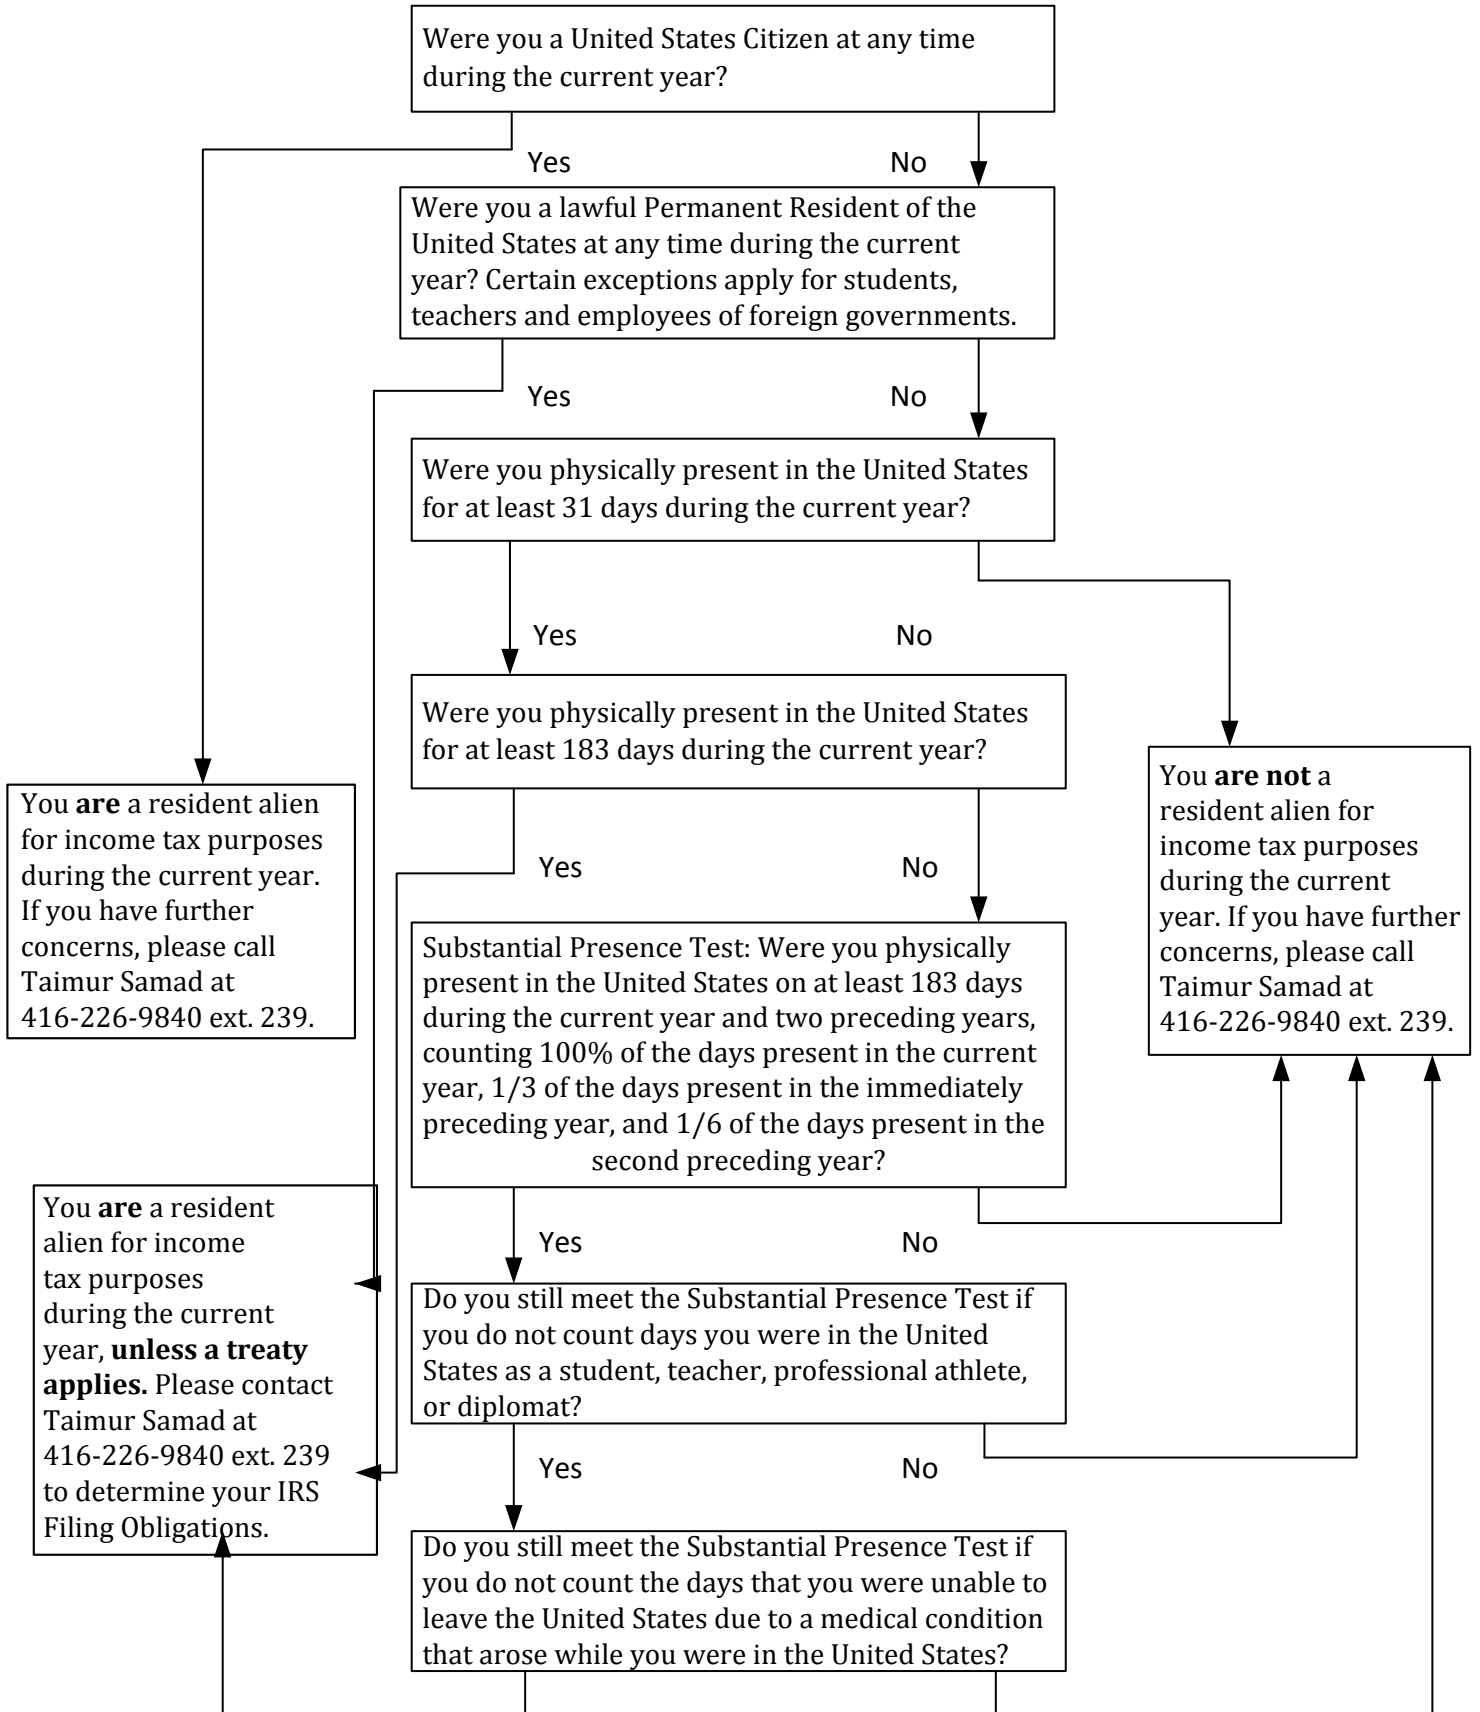 Were you a United States Citizen at any time
during the current year?
Yes
No
Were you a lawful Permanent Resident of the
United States at any time during the current
year? Certain exceptions apply for students,
teachers and employees of foreign governments.
Yes
No
Were you physically present in the United States
for at least 31 days during the current year?
Yes
No
Were you physically present in the United States
for at least 183 days during the current year?
You are a resident alien
for income tax purposes
during the current year.
If you have further
concerns, please call
Taimur Samad at
416-226-9840 ext. 239.
You are not a
resident alien for
income tax purposes
during the current
year. If you have further
concerns, please call
Taimur Samad at
416-226-9840 ext. 239.
Yes
No
Substantial Presence Test: Were you physically
present in the United States on at least 183 days
during the current year and two preceding years,
counting 100% of the days present in the current
year, 1/3 of the days present in the immediately
preceding year, and 1/6 of the days present in the
second preceding year?
You are a resident
alien for income
tax purposes
during the current
year, unless a treaty
applies. Please contact
Taimur Samad at
416-226-9840 ext. 239
to determine your IRS
Filing Obligations.
Yes
No
Do you still meet the Substantial Presence Test if
you do not count days you were in the United
States as a student, teacher, professional athlete,
or diplomat?
Yes
No
Do you still meet the Substantial Presence Test if
you do not count the days that you were unable to
leave the United States due to a medical condition
that arose while you were in the United States?